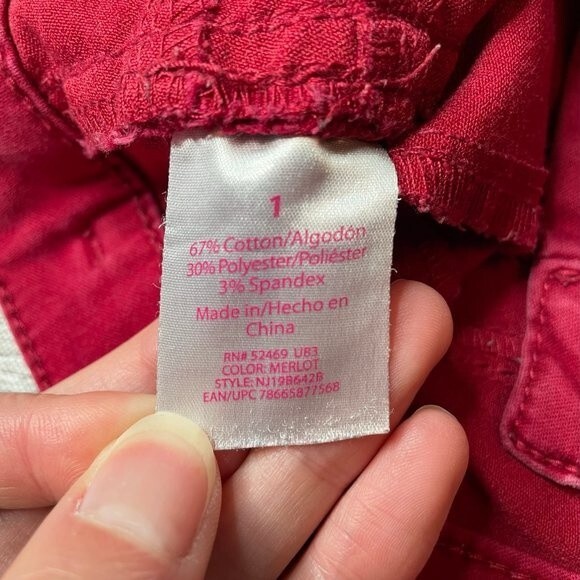 1
67% Cotton/Algodón
30% Polyester/Poliéster
3% Spandex
Made in/Hecho en
China
RN# 52469 UB3
COLOR: MERLOT
STYLE: NJ19B642B
EAN/UPC 78665877568